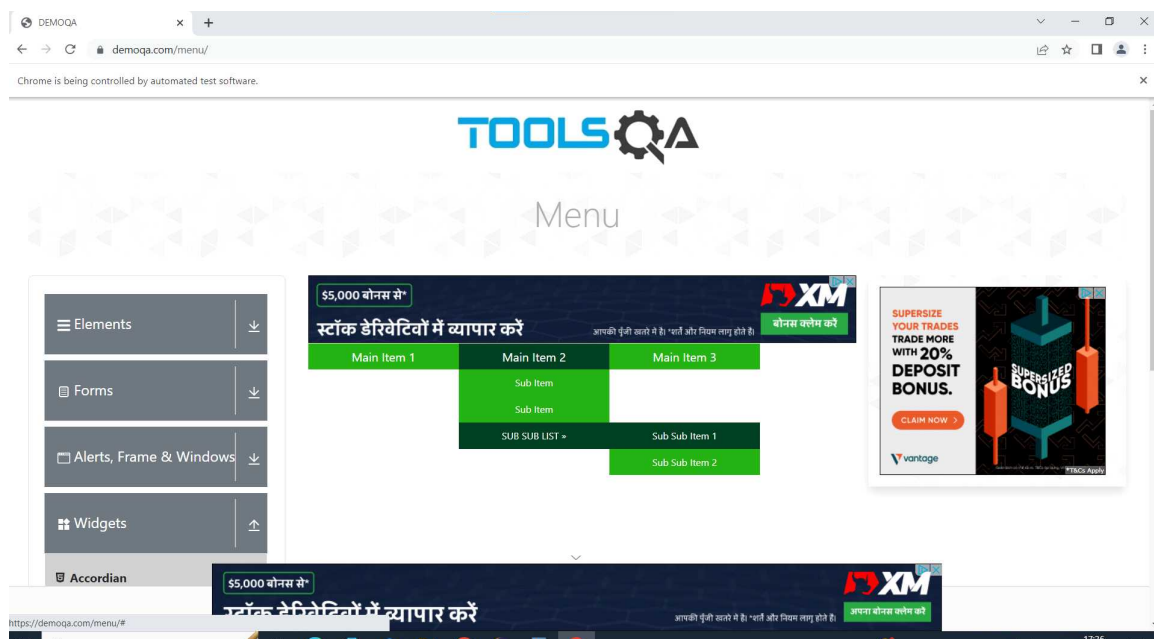 DEMOQA
demoqa.com/menu/
Chrome is being controlled by automated test software.
TOOLSQA
Menu
Elements
Forms
Alerts, Frame & Windows
Widgets
Accordian
$5,000 बोनस से*
स्टॉक डेरिवेटिवों में व्यापार करें
आपकी पूँजी खतरे में है। *शर्तें और नियम लागू होते हैं।
XM
बोनस क्लेम करें
Main Item 1 Main Item 2 Main Item 3
Sub Item
Sub Item
SUB SUB LIST » Sub Sub Item 1
Sub Sub Item 2
SUPERSIZE
YOUR TRADES
TRADE MORE
WITH 20%
DEPOSIT
BONUS.
CLAIM NOW >
vantage
SUPERSIZED
BONUS
*T&Cs Apply
$5,000 बोनस से*
स्टॉक डेरिवेटिवों में व्यापार करें
आपकी पूँजी खतरे में है। *शर्तें और नियम लागू होते हैं।
XM
अपना बोनस क्लेम करें
https://demoqa.com/menu/#
17:26